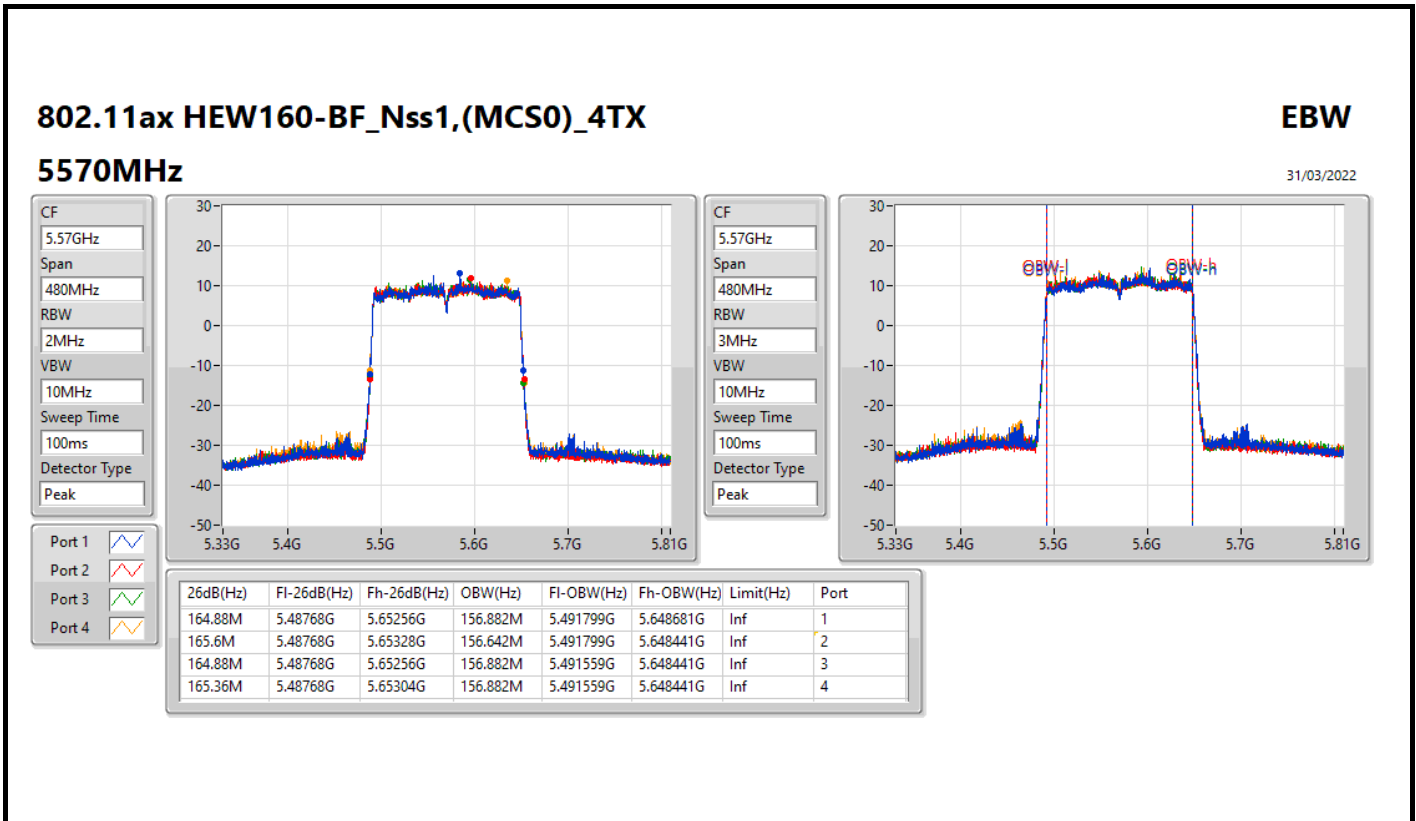 802.11ax HEW160-BF_Nss1,(MCS0)_4TX
EBW
5570MHz
31/03/2022
CF
5.57GHz
Span
480MHz
RBW
2MHz
VBW
10MHz
Sweep Time
100ms
Detector Type
Peak
30
20
10
0
-10
-20
-30
-40
-50
5.33G 5.4G 5.5G 5.6G 5.7G 5.81G
CF
5.57GHz
Span
480MHz
RBW
3MHz
VBW
10MHz
Sweep Time
100ms
Detector Type
Peak
30
20
10
0
-10
-20
-30
-40
-50
OBW-l OBW-h
5.33G 5.4G 5.5G 5.6G 5.7G 5.81G
Port 1
Port 2
Port 3
Port 4
26dB(Hz) Fl-26dB(Hz) Fh-26dB(Hz) OBW(Hz) Fl-OBW(Hz) Fh-OBW(Hz) Limit(Hz) Port
164.88M 5.48768G 5.65256G 156.882M 5.491799G 5.648681G Inf 1
165.6M 5.48768G 5.65328G 156.642M 5.491799G 5.648441G Inf 2
164.88M 5.48768G 5.65256G 156.882M 5.491559G 5.648441G Inf 3
165.36M 5.48768G 5.65304G 156.882M 5.491559G 5.648441G Inf 4